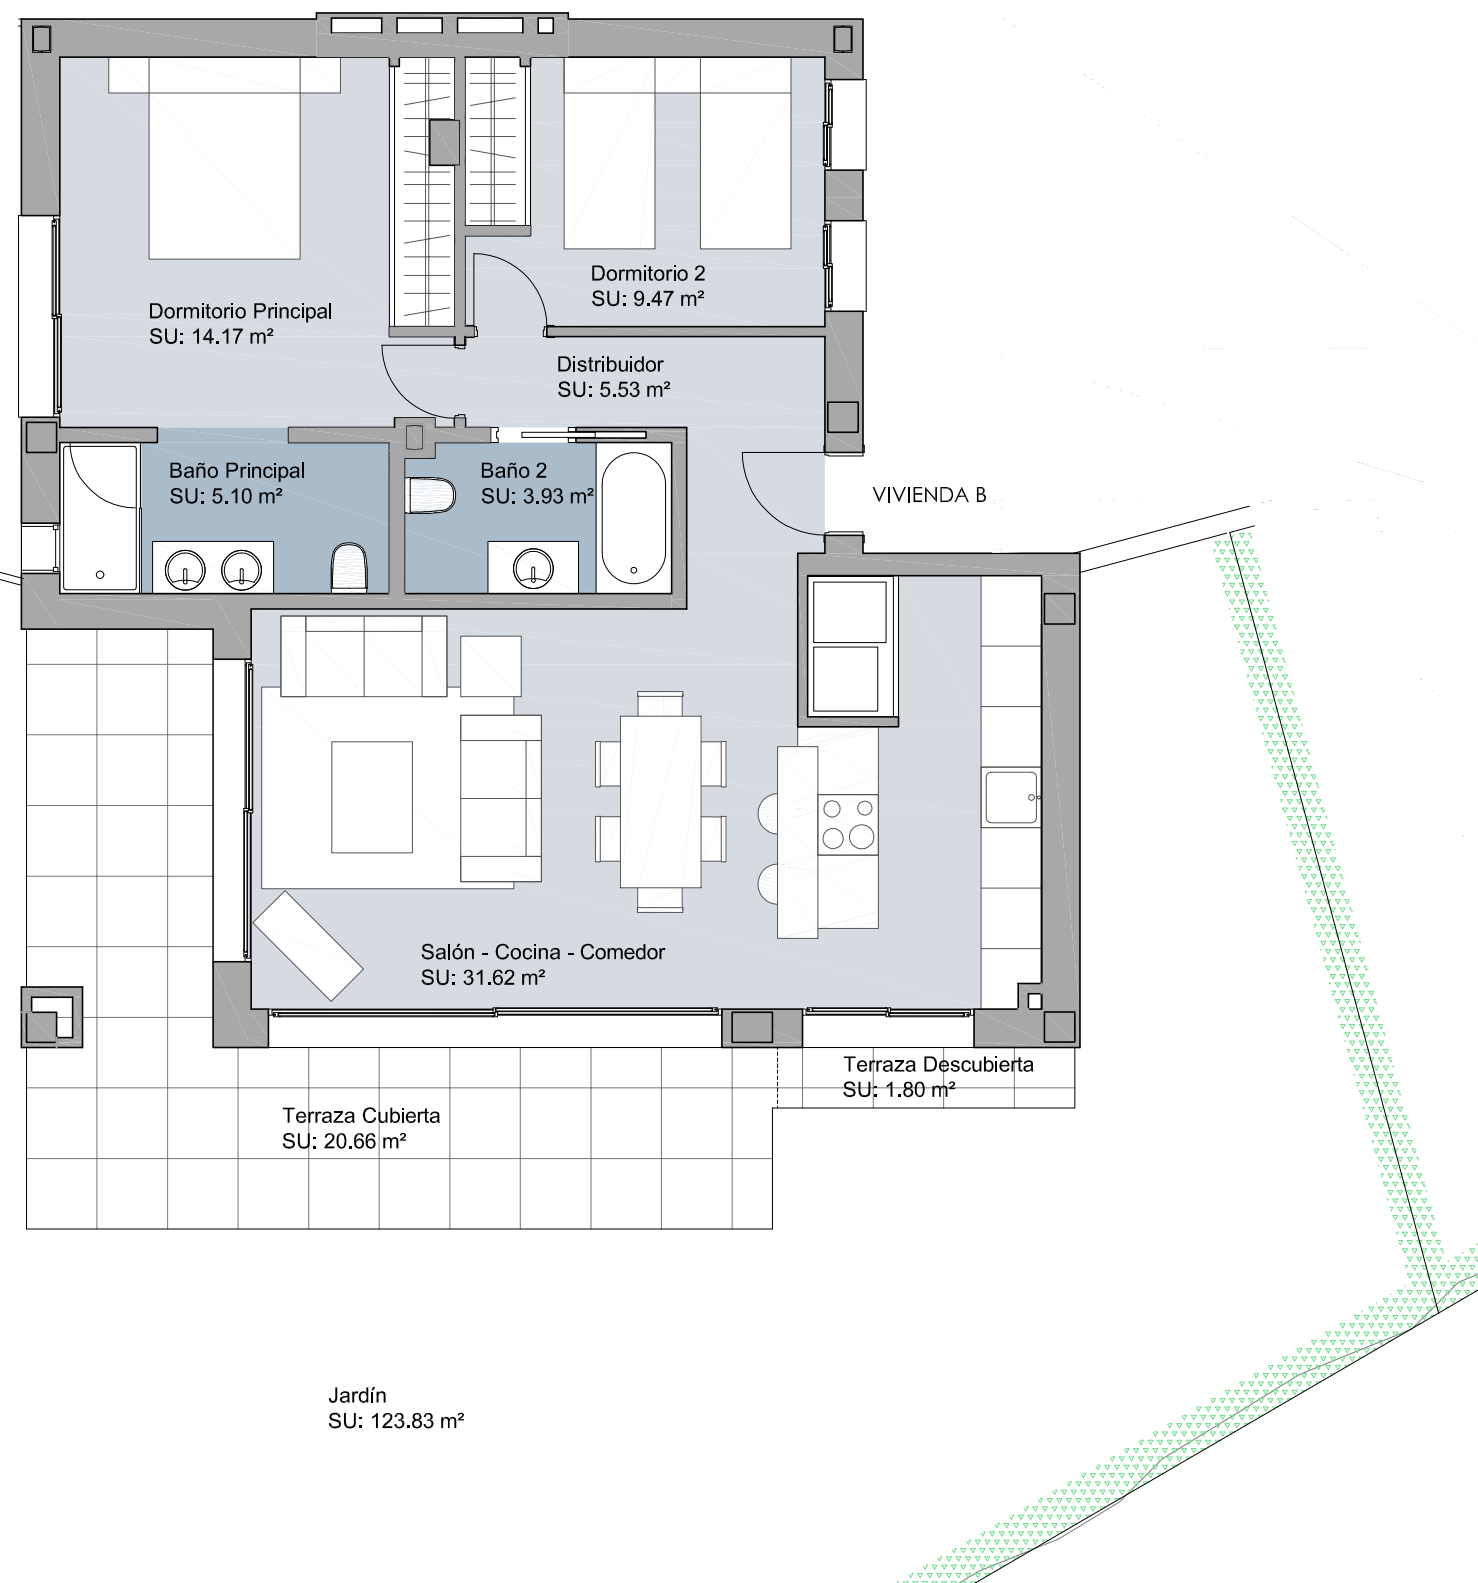 Dormitorio 2
SU: 9.47 m²
Dormitorio Principal
SU: 14.17 m²
Distribuidor
SU: 5.53 m²
Baño Principal
SU: 5.10 m²
Baño 2
SU: 3.93 m²
VIVIENDA B
Salón - Cocina - Comedor
SU: 31.62 m²
Terraza Descubierta
SU: 1.80 m²
Terraza Cubierta
SU: 20.66 m²
Jardín
SU: 123.83 m²